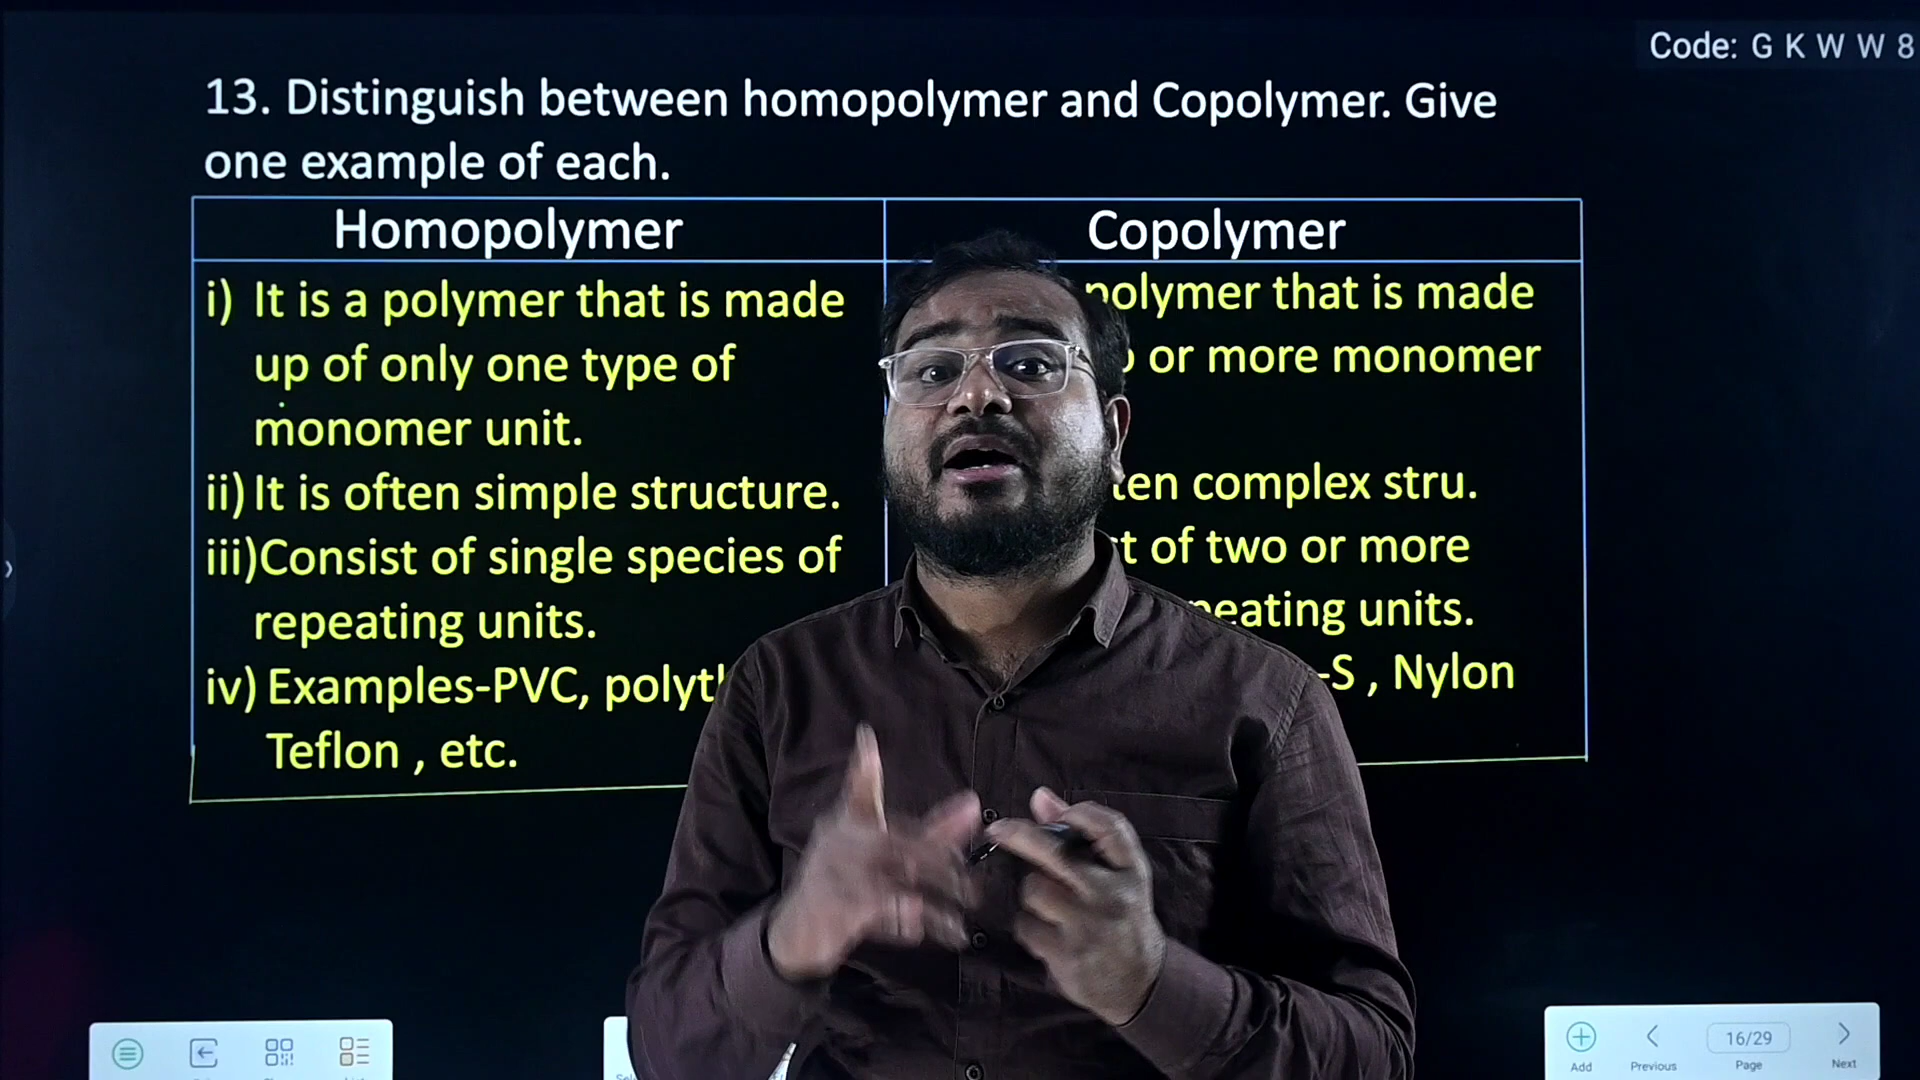 Code: G K W W 8
13. Distinguish between homopolymer and Copolymer. Give
one example of each.
Homopolymer
i) It is a polymer that is made
up of only one type of
monomer unit.
ii) It is often simple structure.
iii)Consist of single species of
repeating units.
iv) Examples-PVC,
Teflon , etc.
Copolymer
polymer that is made
or more monomer
complex stru.
of two or more
units.
-S , Nylon
Add
Previous
16/29
Page
Next